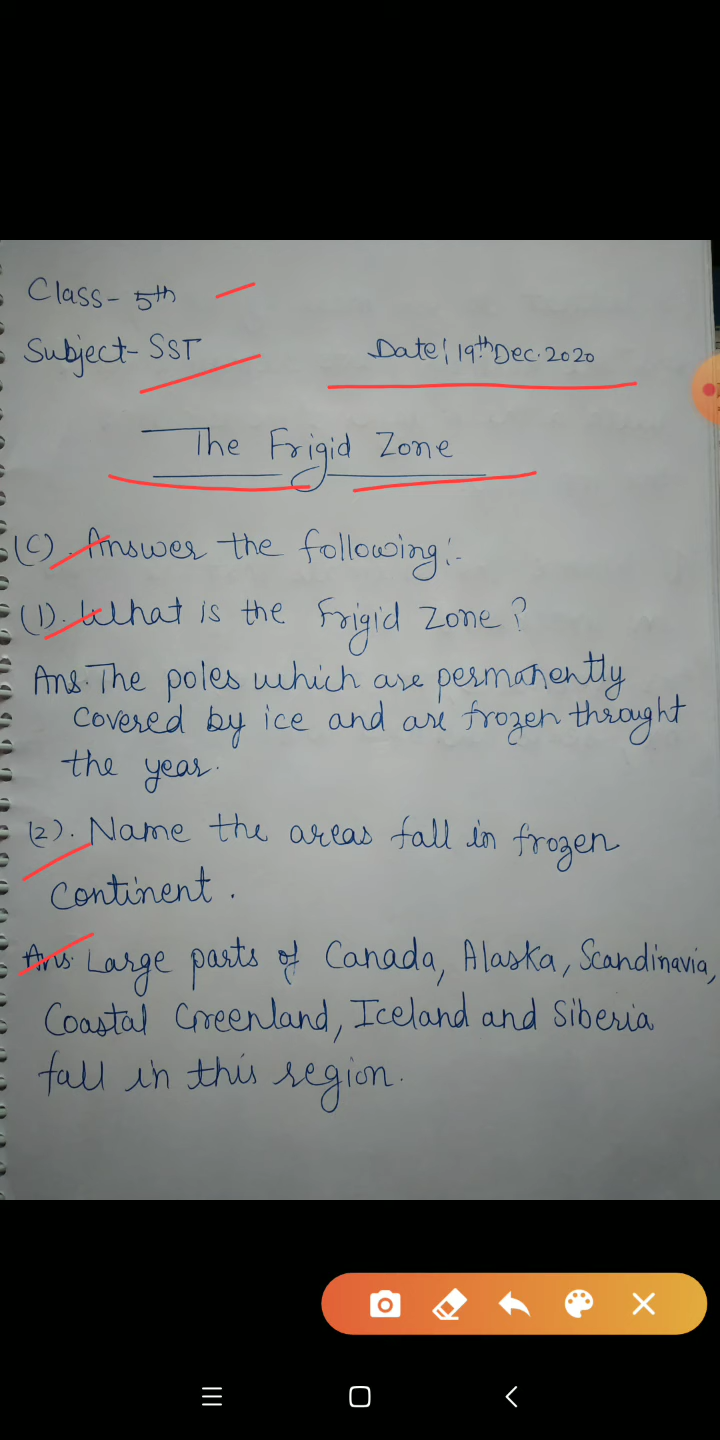 Class- 5th
Subject- SST
Date: 19th Dec. 2020
The Frigid Zone
(C). Answer the following:-
(1). What is the Frigid Zone?
Ans. The poles which are permanently
covered by ice and are frozen throught
the year.
(2). Name the areas fall in frozen
Continent.
Ans. Large parts of Canada, Alaska, Scandinavia,
Coastal Greenland, Iceland and Siberia
fall in this region.